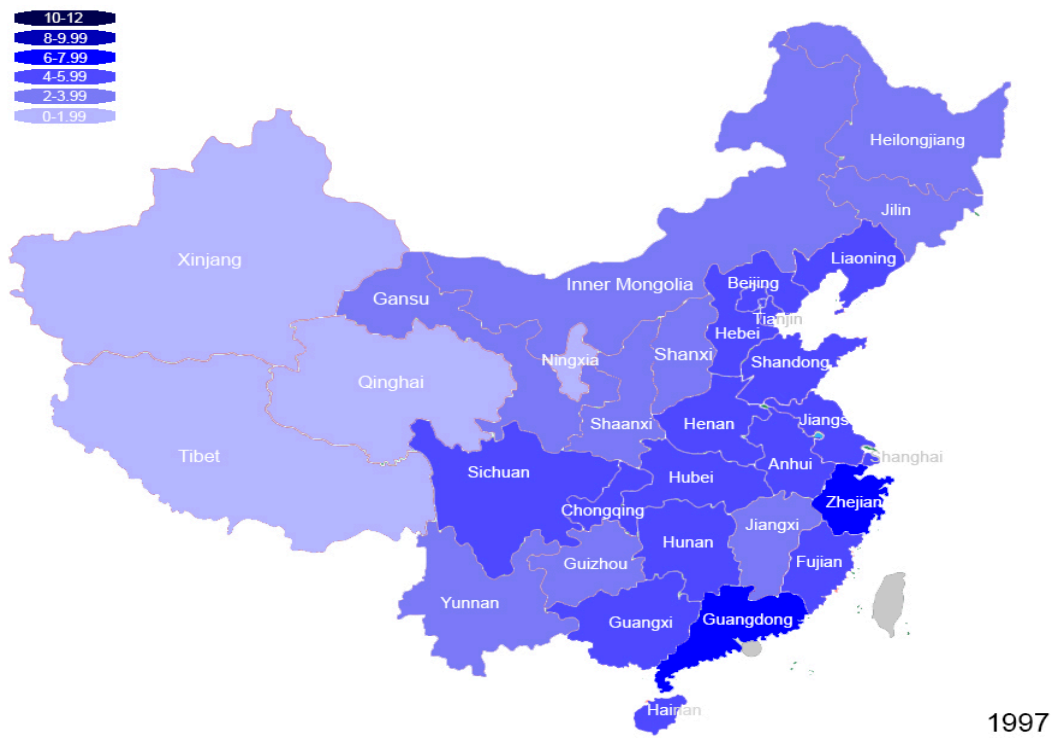 10-12
8-9.99
6-7.99
4-5.99
2-3.99
0-1.99
Heilongjiang
Jilin
Liaoning
Xinjang
Inner Mongolia
Beijing
Gansu
Tianjin
Hebei
Ningxia
Shanxi
Shandong
Qinghai
Shaanxi
Henan
Jiangs
Tibet
Sichuan
Hubei
Anhui
Shanghai
Chongqing
Zhejian
Jiangxi
Hunan
Guizhou
Fujian
Yunnan
Guangxi
Guangdong
Hainan
1997